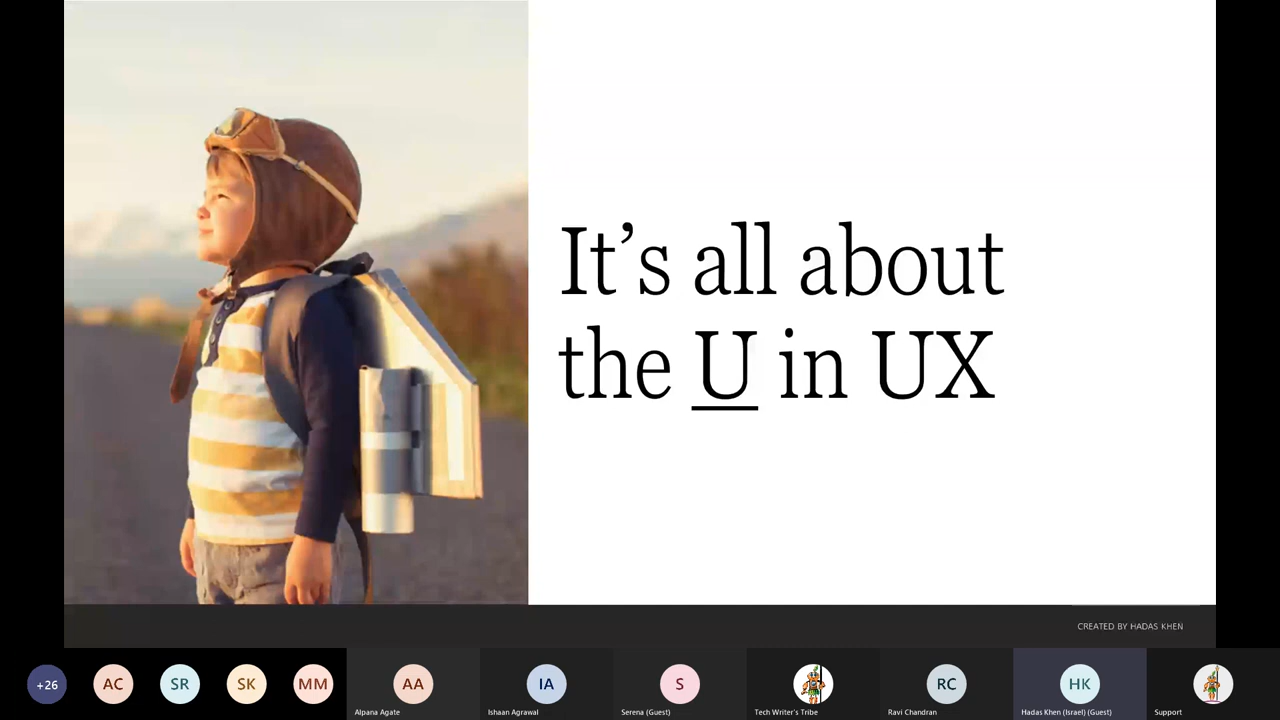 It’s all about
the U in UX
CREATED BY HADAS KHEN
+26
AC
SR
SK
MM
AA
IA
S
RC
HK
Alpana Agate
Ishaan Agrawal
Serena (Guest)
Tech Writer's Tribe
Ravi Chandran
Hadas Khen (Israel) (Guest)
Support